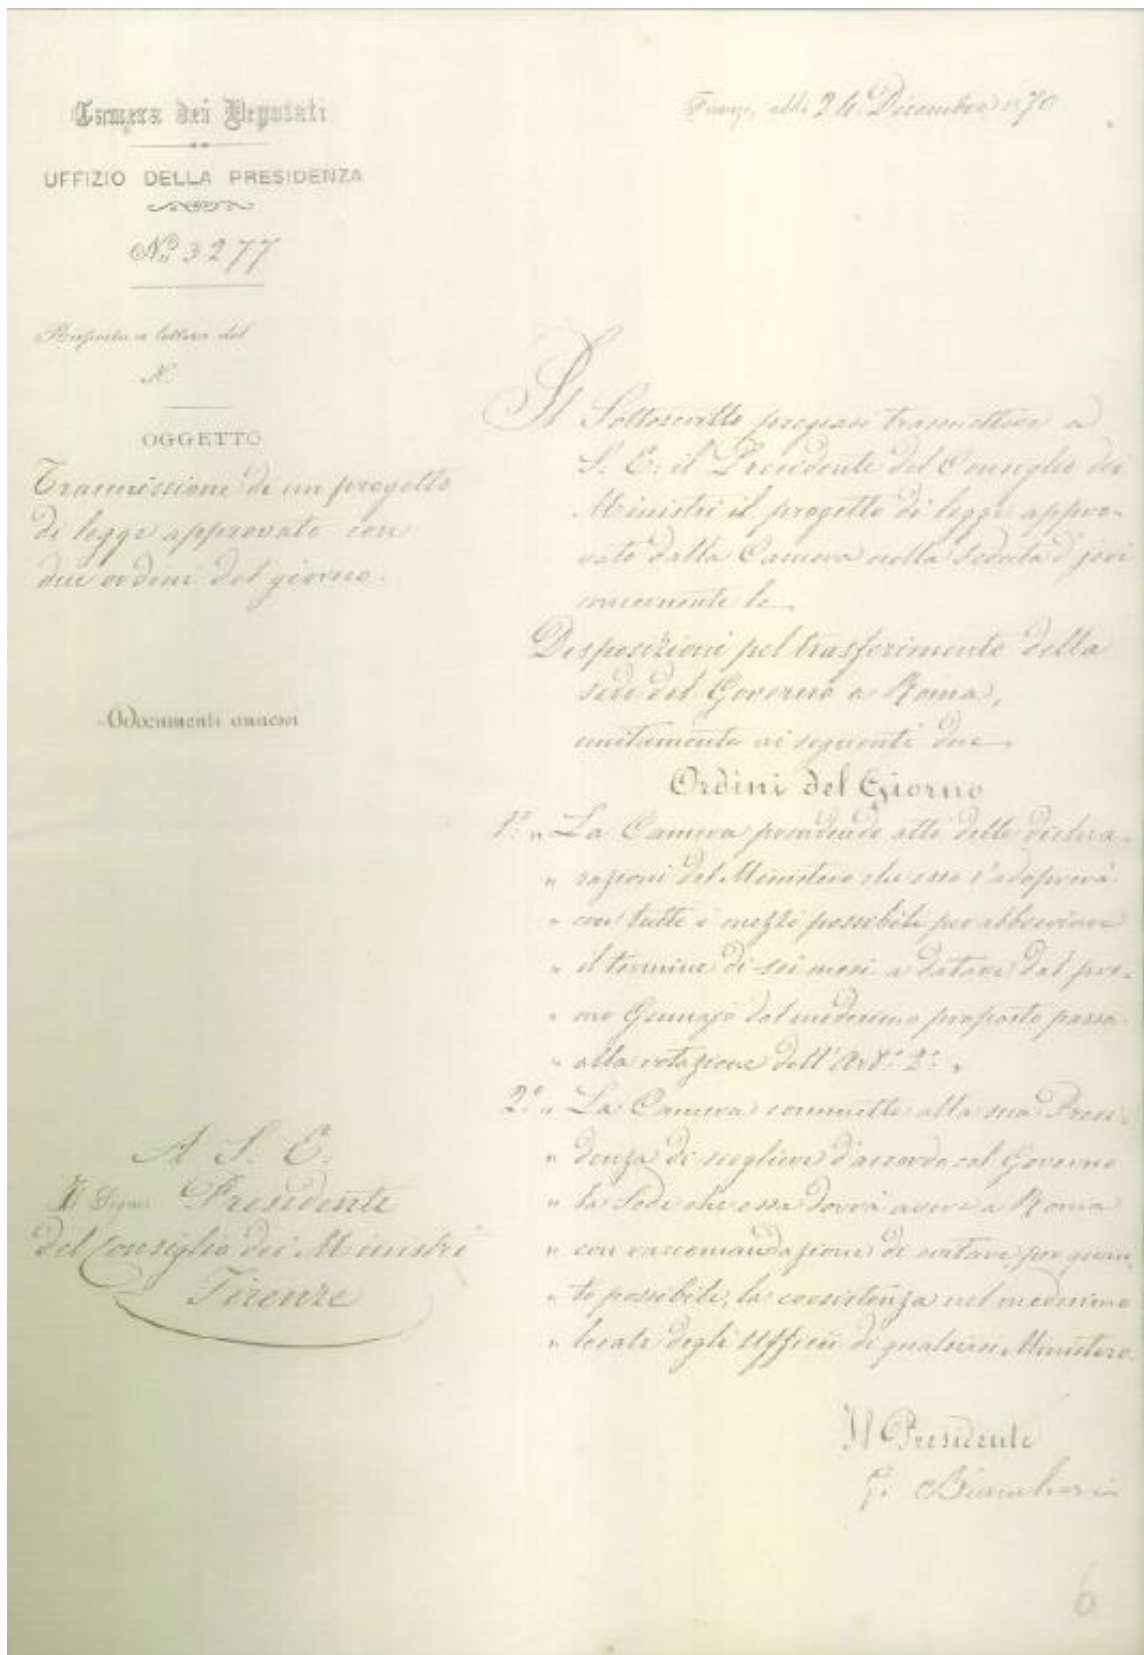 Camera dei Deputati
UFFIZIO DELLA PRESIDENZA
No 3277
Risposta a lettera del
N.
OGGETTO
Trasmissione di un progetto
di legge approvato con
due ordini del giorno.
Documenti annessi
A S. E.
Il Signor Presidente
del Consiglio dei Ministri
Firenze
Firenze, addì 24 Dicembre 1870
Il Sottoscritto pregiasi trasmettere a
S. E. il Presidente del Consiglio dei
Ministri il progetto di legge appro-
vato dalla Camera nella seduta d'jeri
concernente le
Disposizioni pel trasferimento della
sede del Governo a Roma,
unitamente ai seguenti due
Ordini del Giorno
1.° " La Camera prendendo atto delle dichia-
" razioni del Ministero che esso s'adoprerà
" con tutti i mezzi possibili per abbreviare
" il termine di sei mesi a datare dal pri-
" mo Gennajo dal medesimo proposto passa
" alla votazione dell'Art.° 2.° "
2.° " La Camera commette alla sua Presi-
" denza di scegliere d'accordo col Governo
" la Sede che essa dovrà avere a Roma
" con raccomandazione di evitare, per quan-
" to possibile, la coesistenza nel medesimo
" locale degli Ufficii di qualsiasi Ministero.
Il Presidente
G. Biancheri
6